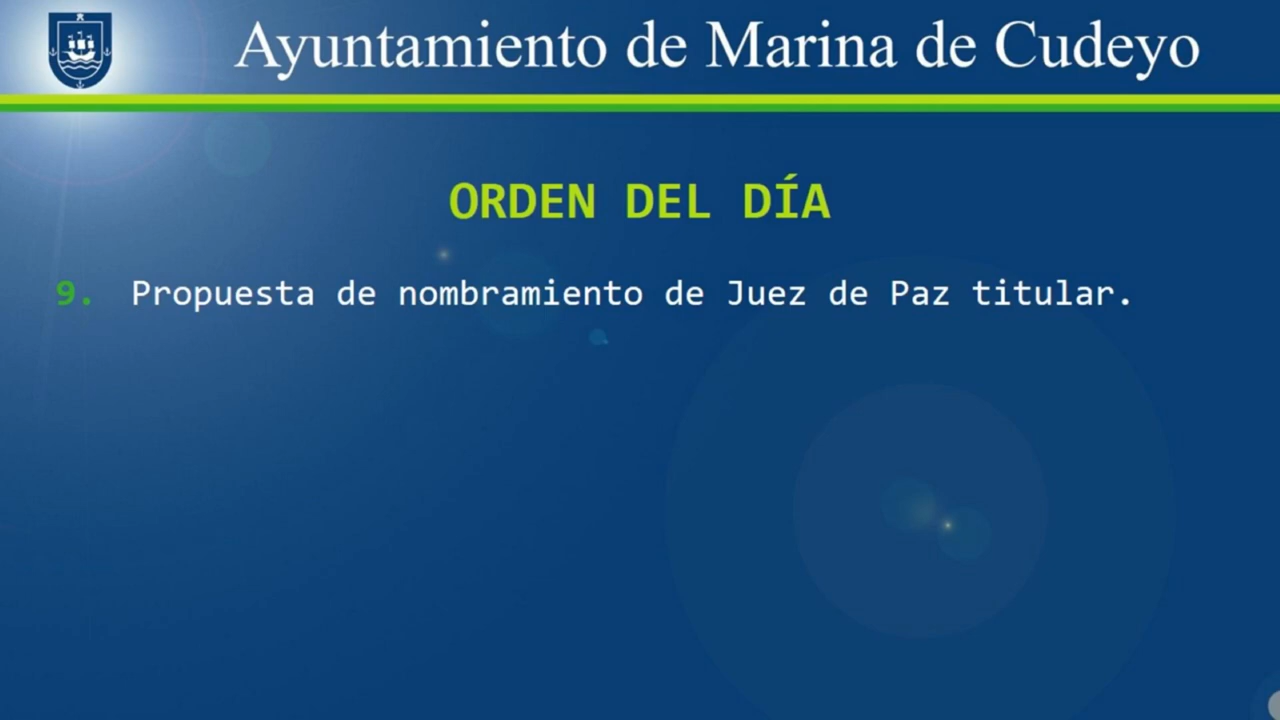 Ayuntamiento de Marina de Cudeyo
ORDEN DEL DÍA
9. Propuesta de nombramiento de Juez de Paz titular.